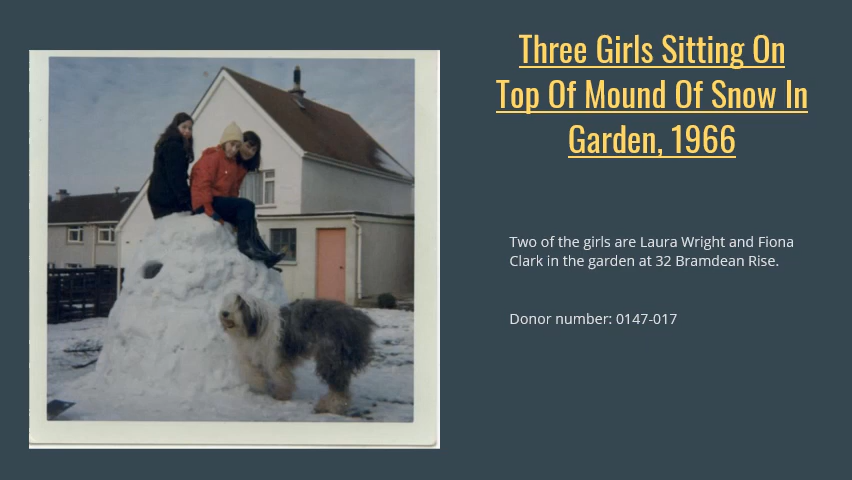 Three Girls Sitting On
Top Of Mound Of Snow In
Garden, 1966
Two of the girls are Laura Wright and Fiona
Clark in the garden at 32 Bramdean Rise.
Donor number: 0147-017